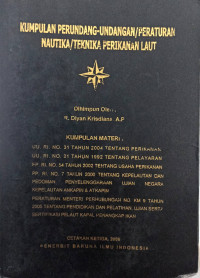 KUMPULAN PERUNDANG-UNDANGAN/PERATURAN
NAUTIKA/TEKNIKA PERIKANAN LAUT
Dihimpun Oleh
Diyan Krisdiana A.P
KUMPULAN MATERI
UU. RI. NO. 31 TAHUN 2004 TENTANG PERIKANAN
UU. RI. NO. 21 TAHUN 1992 TENTANG PELAYARAN
PP. RI. NO. 54 TAHUN 2002 TENTANG USAHA PERIKANAN
PP. RI. NO. 7 TAHUN 2000 TENTANG KEPELAUTAN DAN
PEDOMAN PENYELENGGARAAN UJIAN NEGARA
KEPELAUTAN ANKAPIN & ATKAPIN
PERATURAN MENTERI PERHUBUNGAN NO. KM 9 TAHUN
2005 TENTANG PENDIDIKAN DAN PELATIHAN, UJIAN SERTA
SERTIFIKASI PELAUT KAPAL PENANGKAP IKAN
CETAKAN KETIGA, 2009
PENERBIT BANGKA ILMU INDONESIA